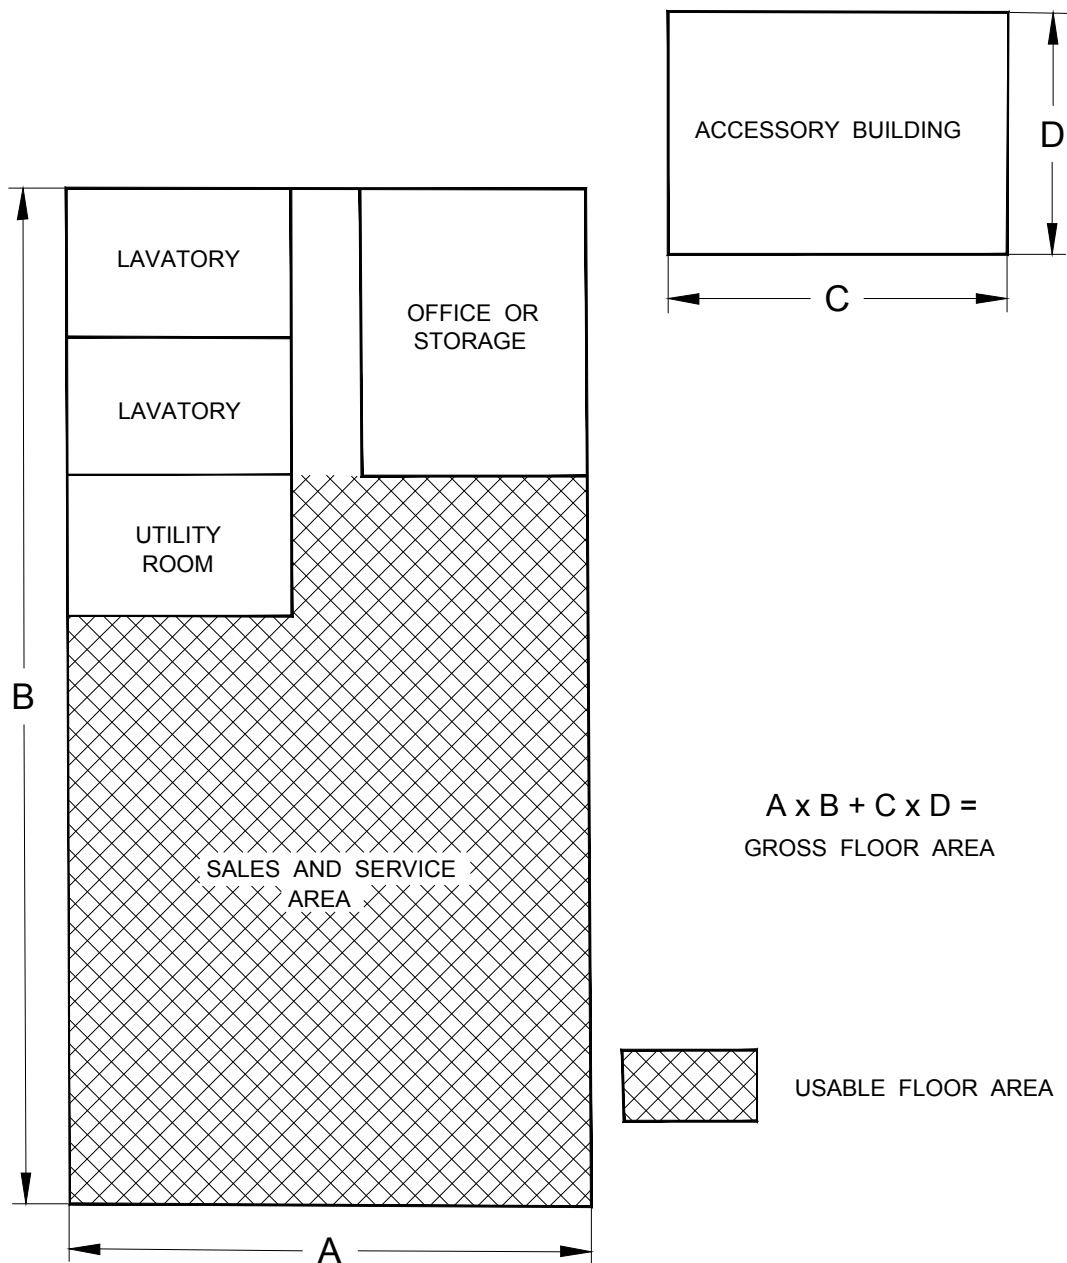 ACCESSORY BUILDING
D
C
LAVATORY
OFFICE OR
STORAGE
LAVATORY
UTILITY
ROOM
B
A x B + C x D =
GROSS FLOOR AREA
SALES AND SERVICE
AREA
USABLE FLOOR AREA
A